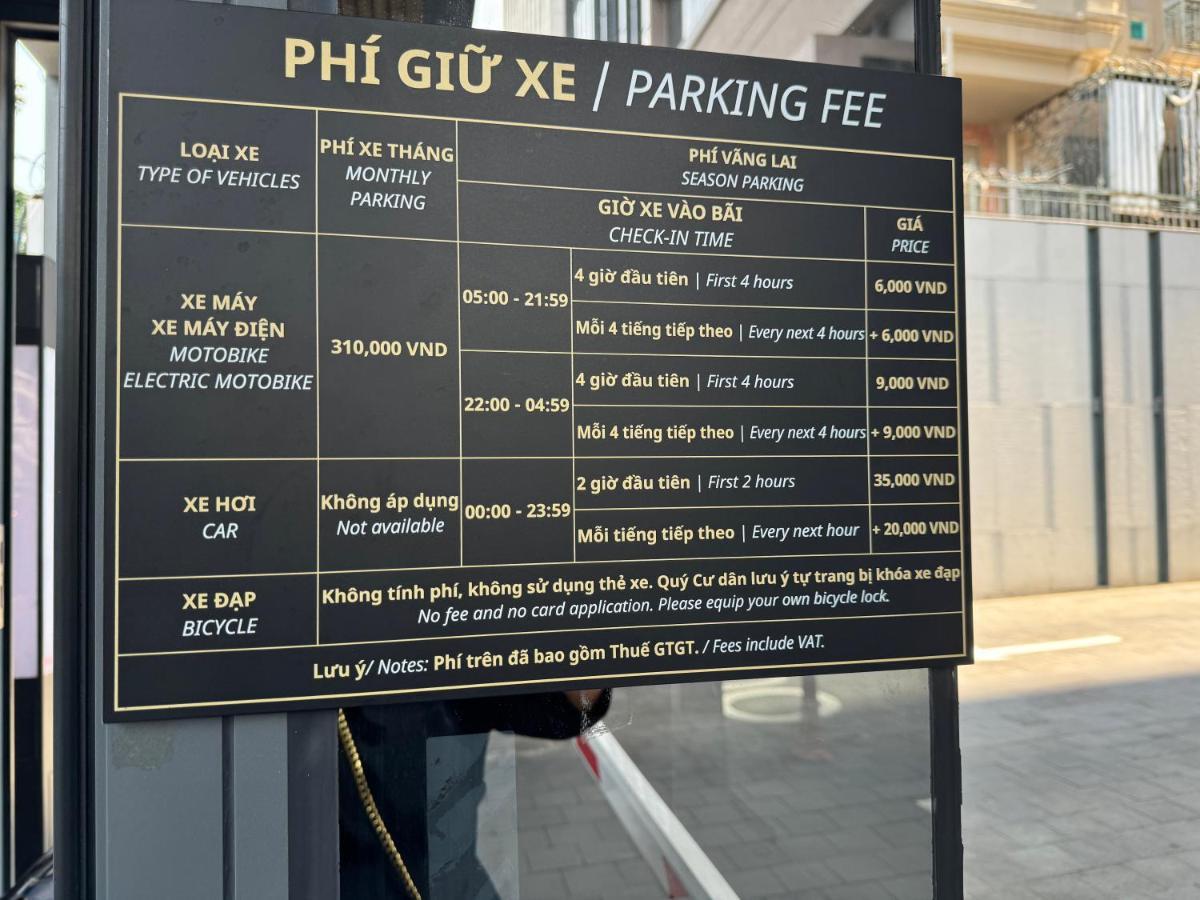 PHÍ GIỮ XE / PARKING FEE
LOẠI XE
TYPE OF VEHICLES
PHÍ XE THÁNG
MONTHLY
PARKING
PHÍ VÃNG LAI
SEASON PARKING
GIỜ XE VÀO BÃI
CHECK-IN TIME
GIÁ
PRICE
XE MÁY
XE MÁY ĐIỆN
MOTOBIKE
ELECTRIC MOTOBIKE
310,000 VND
05:00 - 21:59
4 giờ đầu tiên | First 4 hours
6,000 VND
Mỗi 4 tiếng tiếp theo | Every next 4 hours
+ 6,000 VND
22:00 - 04:59
4 giờ đầu tiên | First 4 hours
9,000 VND
Mỗi 4 tiếng tiếp theo | Every next 4 hours
+ 9,000 VND
XE HƠI
CAR
Không áp dụng
Not available
00:00 - 23:59
2 giờ đầu tiên | First 2 hours
35,000 VND
Mỗi tiếng tiếp theo | Every next hour
+ 20,000 VND
XE ĐẠP
BICYCLE
Không tính phí, không sử dụng thẻ xe. Quý Cư dân lưu ý tự trang bị khóa xe đạp
No fee and no card application. Please equip your own bicycle lock.
Lưu ý/ Notes: Phí trên đã bao gồm Thuế GTGT. / Fees include VAT.